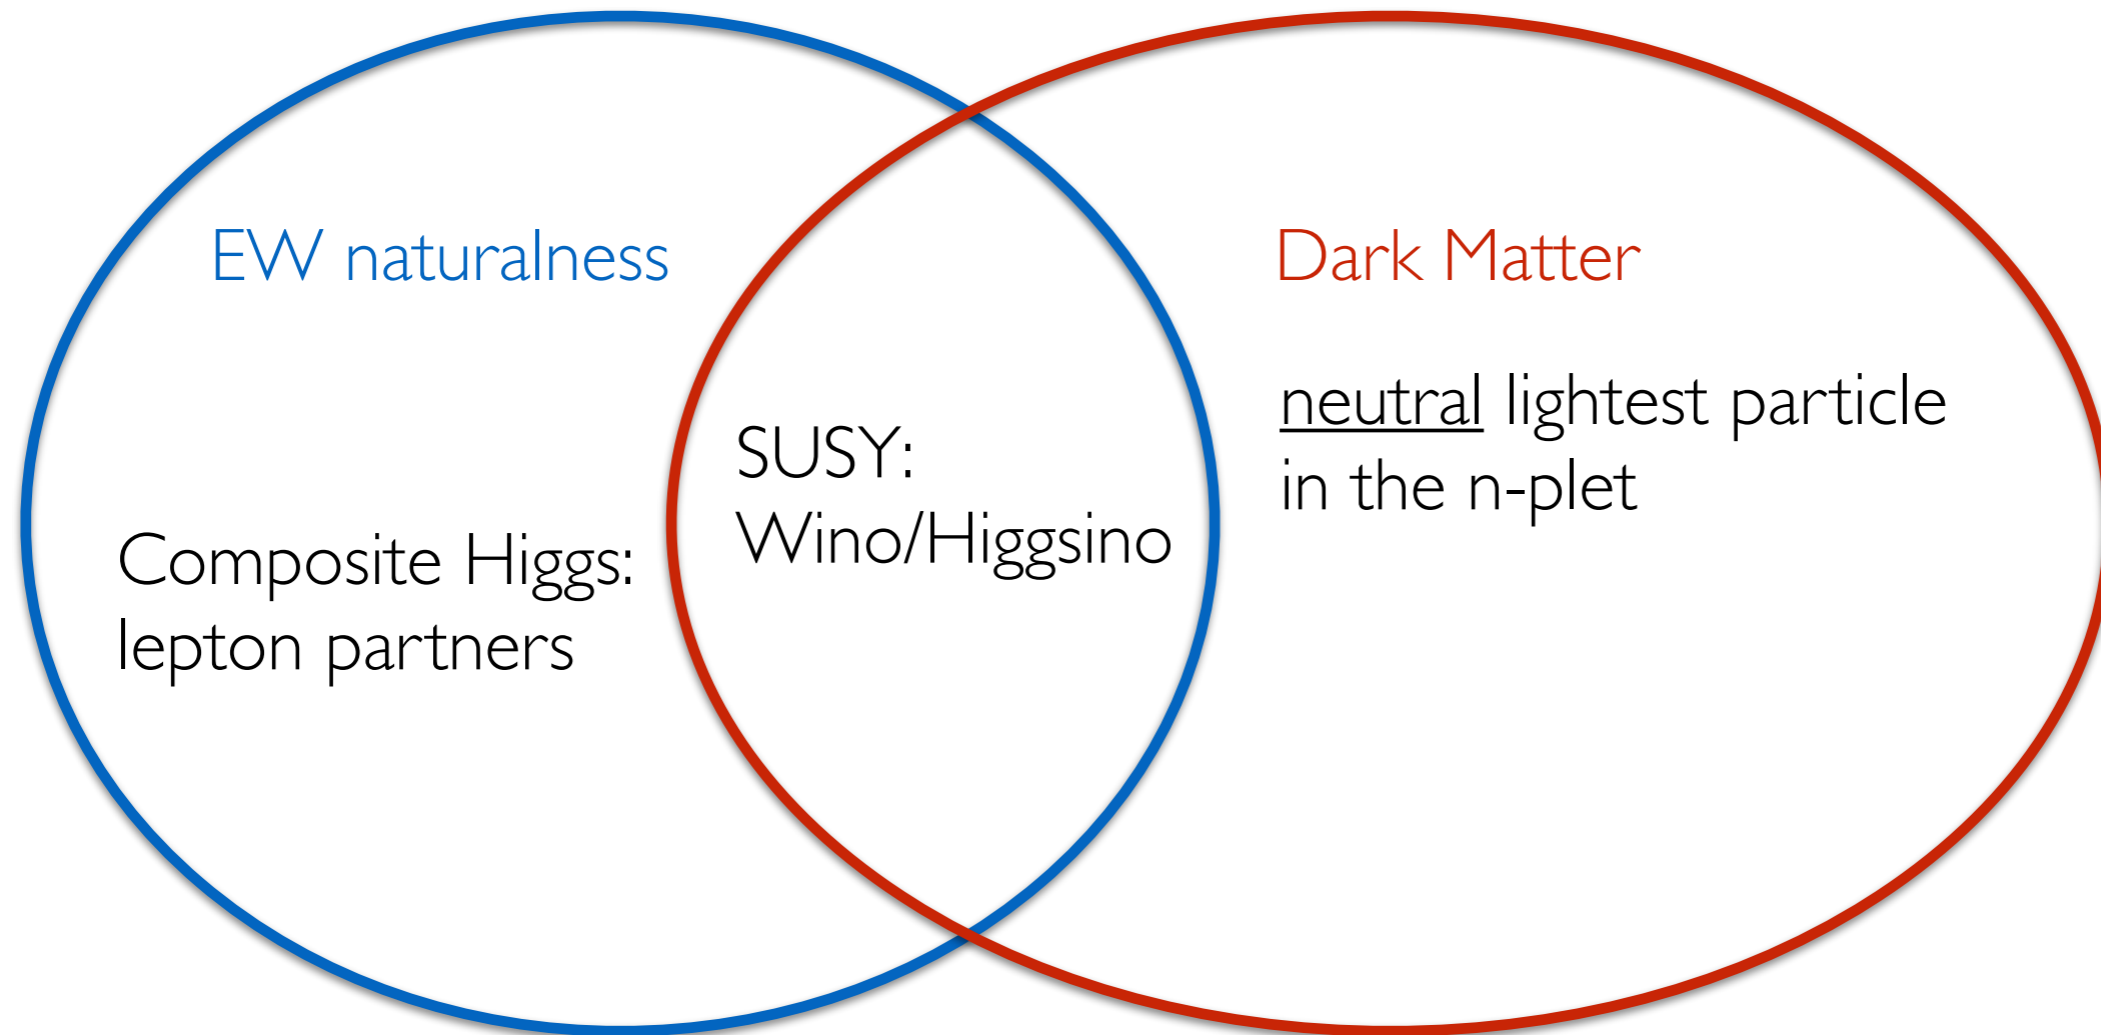 EW naturalness
Composite Higgs:
lepton partners
SUSY:
Wino/Higgsino
Dark Matter
neutral lightest particle
in the n-plet